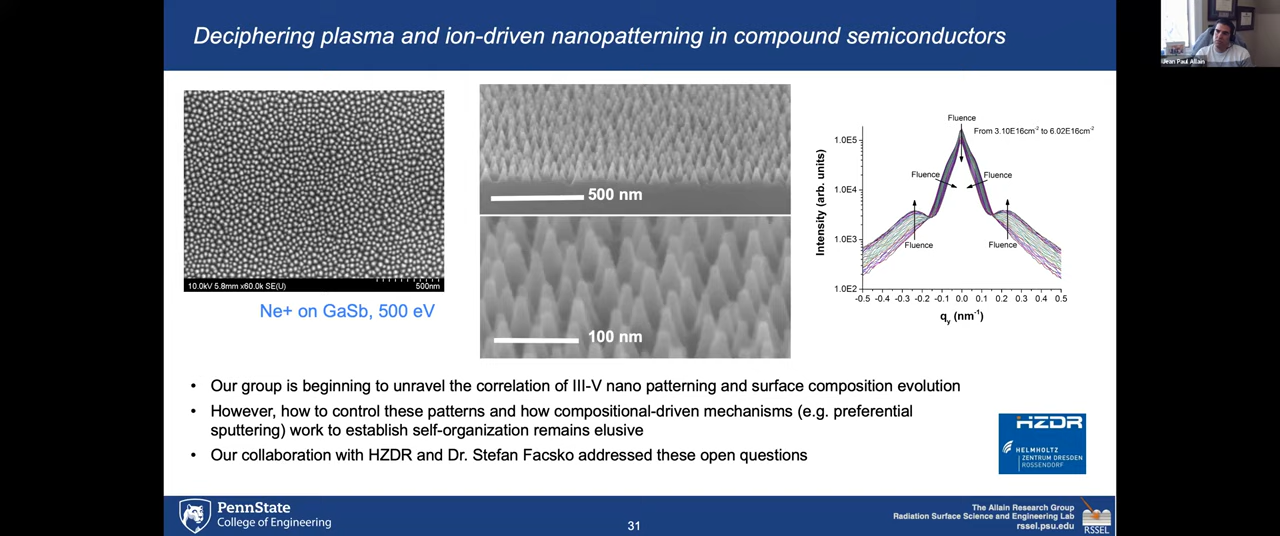 Deciphering plasma and ion-driven nanopatterning in compound semiconductors
Jean Paul Allain
10.0kV 5.8mm x60.0k SE(U) 500nm
Ne+ on GaSb, 500 eV
500 nm
100 nm
Fluence
From 3.10E16cm⁻² to 6.02E16cm⁻²
Fluence Fluence
Fluence Fluence
Intensity (arb. units)
1.0E5
1.0E4
1.0E3
1.0E2
-0.5 -0.4 -0.3 -0.2 -0.1 0.0 0.1 0.2 0.3 0.4 0.5
qy (nm⁻¹)
• Our group is beginning to unravel the correlation of III-V nano patterning and surface composition evolution
• However, how to control these patterns and how compositional-driven mechanisms (e.g. preferential
sputtering) work to establish self-organization remains elusive
• Our collaboration with HZDR and Dr. Stefan Facsko addressed these open questions
HZDR
HELMHOLTZ
ZENTRUM DRESDEN
ROSSENDORF
PennState
College of Engineering
31
The Allain Research Group
Radiation Surface Science and Engineering Lab
rssel.psu.edu
RSSEL